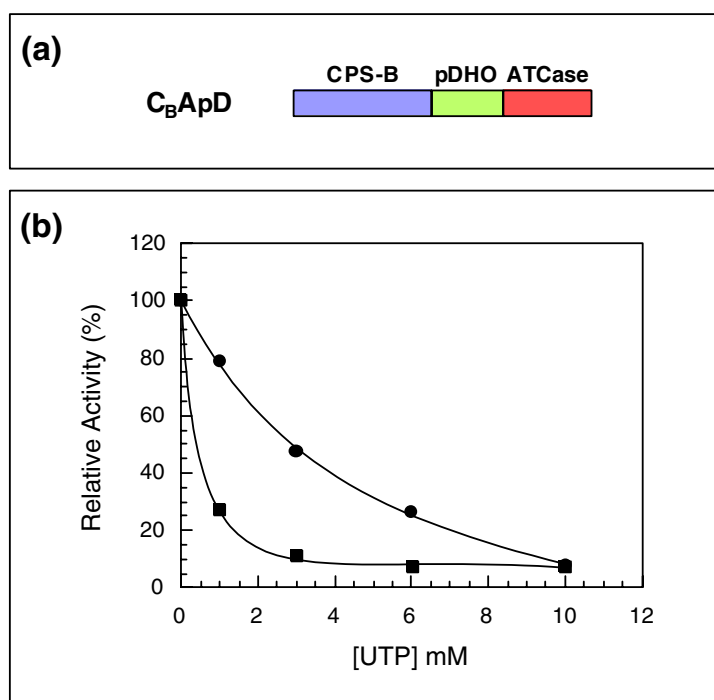 (a)
CPS-B pDHO ATCase
C_BApD
(b)
120
100
80
60
40
20
0
Relative Activity (%)
0 2 4 6 8 10 12
[UTP] mM